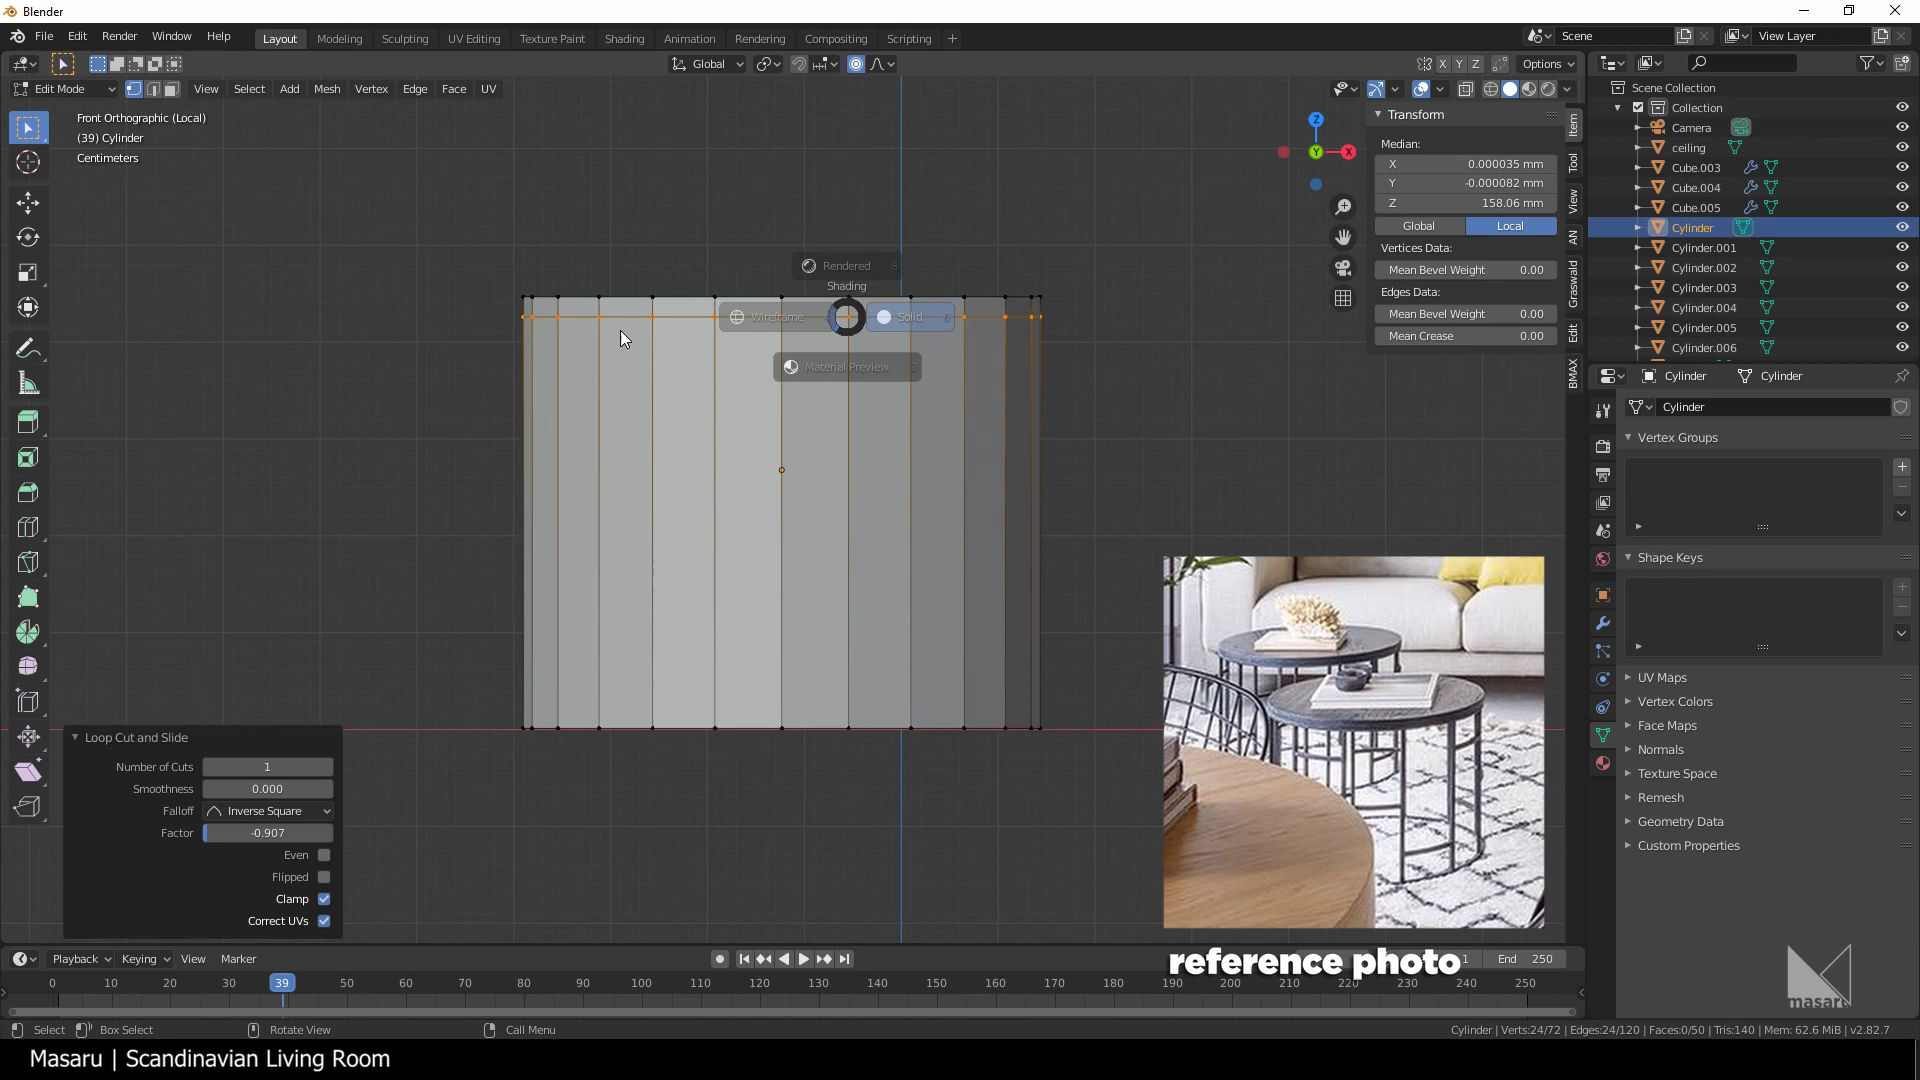 Blender
File Edit Render Window Help
Layout Modeling Sculpting UV Editing Texture Paint Shading Animation Rendering Compositing Scripting +
Scene
View Layer
Global
X Y Z
Options
Edit Mode
View Select Add Mesh Vertex Edge Face UV
Front Orthographic (Local)
(39) Cylinder
Centimeters
Z
Y
X
Rendered 8
Shading
Wireframe
Solid 6
Material Preview 2
Transform
Median:
X 0.000035 mm
Y -0.000082 mm
Z 158.06 mm
Global Local
Vertices Data:
Mean Bevel Weight 0.00
Edges Data:
Mean Bevel Weight 0.00
Mean Crease 0.00
Item
Tool
View
AN
Graswald
Edit
BMAX
Scene Collection
Collection
Camera
ceiling
Cube.003
Cube.004
Cube.005
Cylinder
Cylinder.001
Cylinder.002
Cylinder.003
Cylinder.004
Cylinder.005
Cylinder.006
Cylinder Cylinder
Cylinder
Vertex Groups
Shape Keys
UV Maps
Vertex Colors
Face Maps
Normals
Texture Space
Remesh
Geometry Data
Custom Properties
Loop Cut and Slide
Number of Cuts 1
Smoothness 0.000
Falloff Inverse Square
Factor -0.907
Even
Flipped
Clamp
Correct UVs
reference photo
Playback Keying View Marker
1 End 250
0 10 20 30 39 50 60 70 80 90 100 110 120 130 140 150 160 170 180 190 200 210 220 230 240 250
masaru
Select Box Select Rotate View Call Menu
Cylinder | Verts:24/72 | Edges:24/120 | Faces:0/50 | Tris:140 | Mem: 62.6 MiB | v2.82.7
Masaru | Scandinavian Living Room